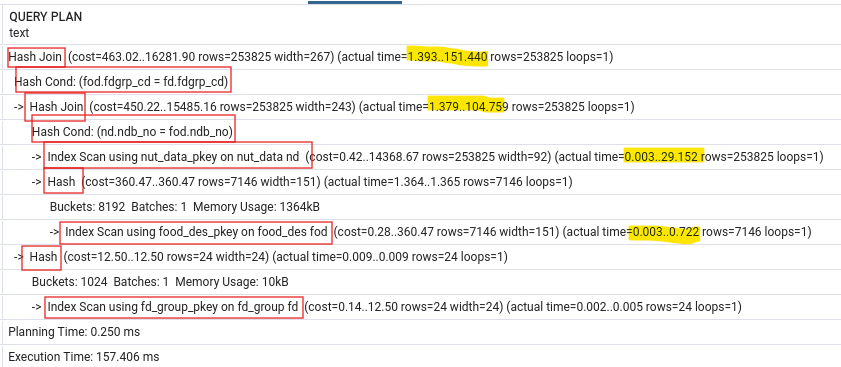 QUERY PLAN
text
Hash Join (cost=463.02..16281.90 rows=253825 width=267) (actual time=1.393..151.440 rows=253825 loops=1)
Hash Cond: (fod.fdgrp_cd = fd.fdgrp_cd)
-> Hash Join (cost=450.22..15485.16 rows=253825 width=243) (actual time=1.379..104.759 rows=253825 loops=1)
Hash Cond: (nd.ndb_no = fod.ndb_no)
-> Index Scan using nut_data_pkey on nut_data nd (cost=0.42..14368.67 rows=253825 width=92) (actual time=0.003..29.152 rows=253825 loops=1)
-> Hash (cost=360.47..360.47 rows=7146 width=151) (actual time=1.364..1.365 rows=7146 loops=1)
Buckets: 8192 Batches: 1 Memory Usage: 1364kB
-> Index Scan using food_des_pkey on food_des fod (cost=0.28..360.47 rows=7146 width=151) (actual time=0.003..0.722 rows=7146 loops=1)
-> Hash (cost=12.50..12.50 rows=24 width=24) (actual time=0.009..0.009 rows=24 loops=1)
Buckets: 1024 Batches: 1 Memory Usage: 10kB
-> Index Scan using fd_group_pkey on fd_group fd (cost=0.14..12.50 rows=24 width=24) (actual time=0.002..0.005 rows=24 loops=1)
Planning Time: 0.250 ms
Execution Time: 157.406 ms